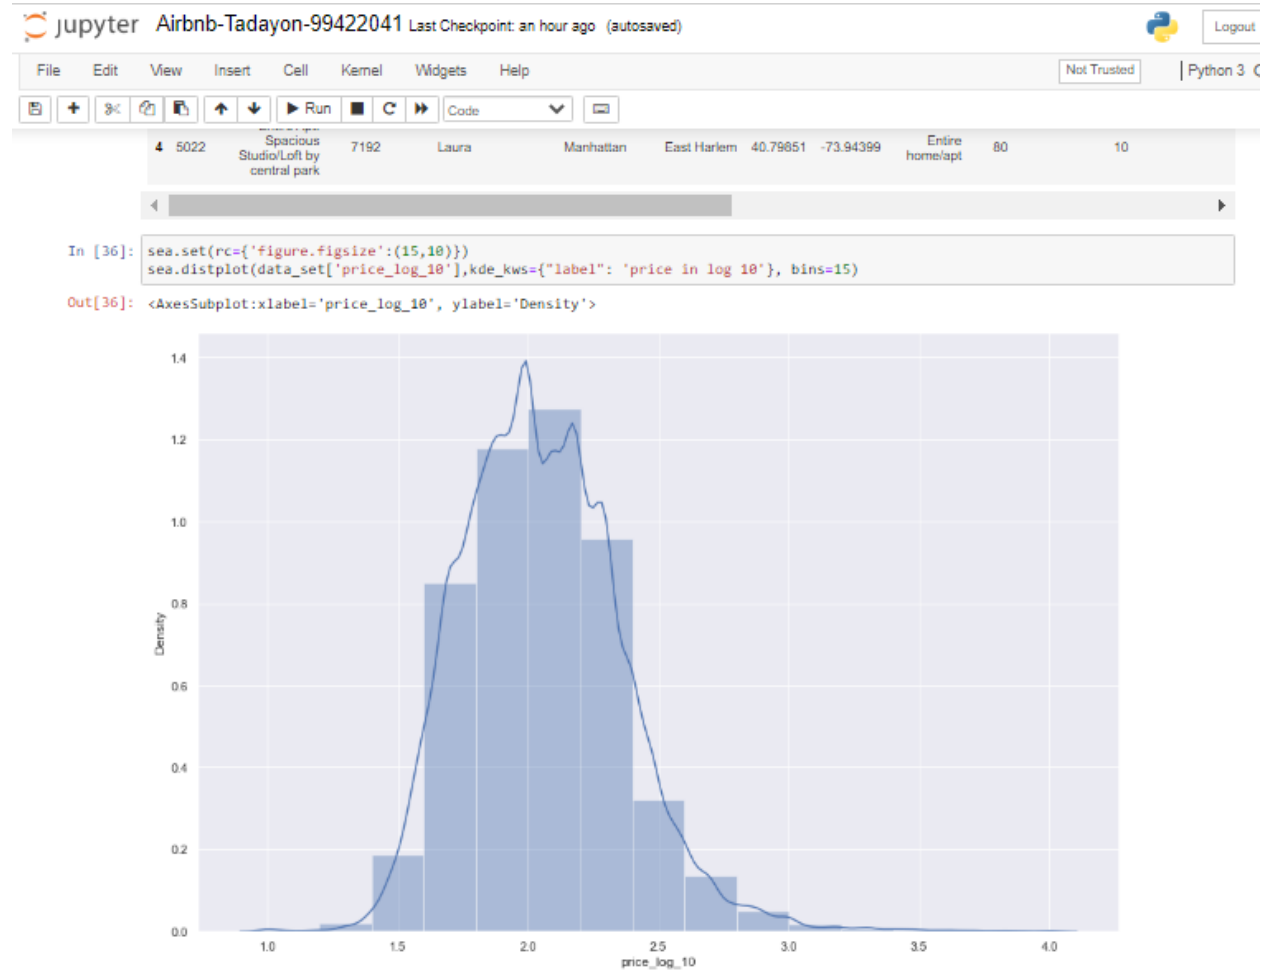 jupyter Airbnb-Tadayon-99422041 Last Checkpoint: an hour ago (autosaved)
Logout
File Edit View Insert Cell Kernel Widgets Help
Not Trusted
Python 3
Run
Code
4 5022 Spacious Studio/Loft by central park 7192 Laura Manhattan East Harlem 40.79851 -73.94399 Entire home/apt 80 10
In [36]: sea.set(rc={'figure.figsize':(15,10)})
sea.distplot(data_set['price_log_10'],kde_kws={"label": 'price in log 10'}, bins=15)
Out[36]: <AxesSubplot:xlabel='price_log_10', ylabel='Density'>
1.4
1.2
1.0
0.8
Density
0.6
0.4
0.2
0.0
1.0 1.5 2.0 2.5 3.0 3.5 4.0
price_log_10